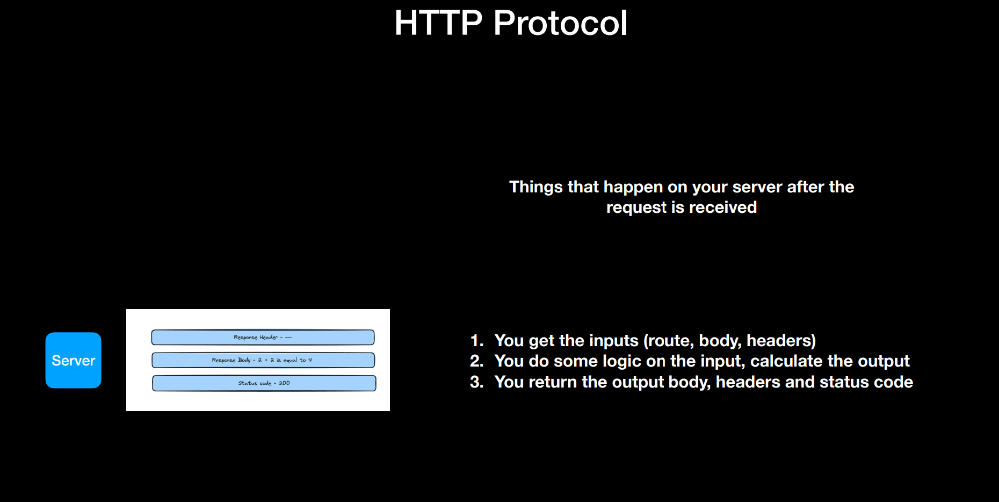 HTTP Protocol
Things that happen on your server after the
request is received
Server
Response Header - ---
Response Body - 2 + 2 is equal to 4
Status code - 200
1. You get the inputs (route, body, headers)
2. You do some logic on the input, calculate the output
3. You return the output body, headers and status code